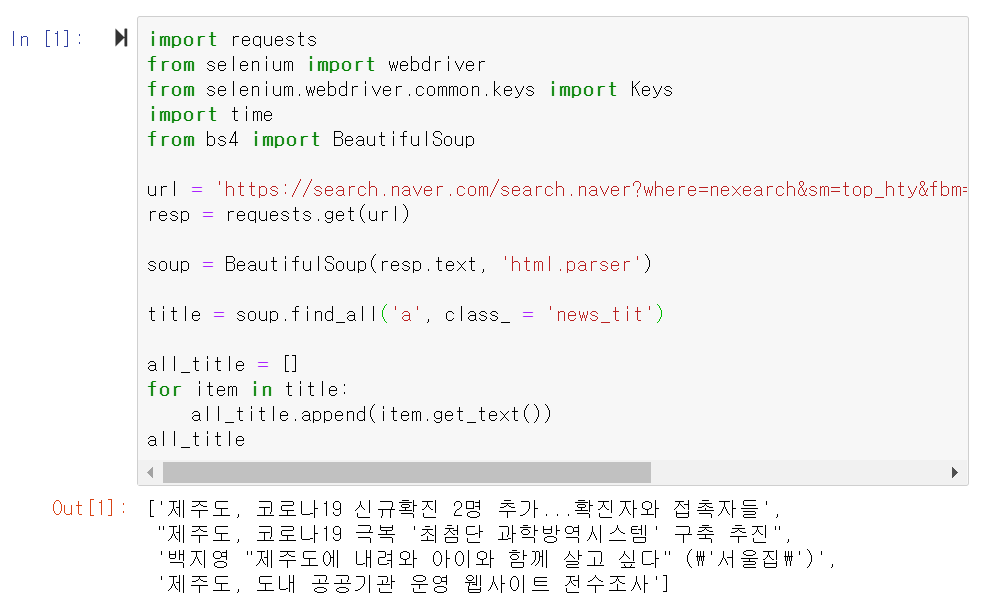 In [1]:
import requests
from selenium import webdriver
from selenium.webdriver.common.keys import Keys
import time
from bs4 import BeautifulSoup
url = 'https://search.naver.com/search.naver?where=nexearch&sm=top_hty&fbm=
resp = requests.get(url)
soup = BeautifulSoup(resp.text, 'html.parser')
title = soup.find_all('a', class_ = 'news_tit')
all_title = []
for item in title:
    all_title.append(item.get_text())
all_title
Out[1]: ['제주도, 코로나19 신규확진 2명 추가...확진자와 접촉자들',
"제주도, 코로나19 극복 '최첨단 과학방역시스템' 구축 추진",
'백지영 "제주도에 내려와 아이와 함께 살고 싶다" (₩'서울집₩')',
'제주도, 도내 공공기관 운영 웹사이트 전수조사']